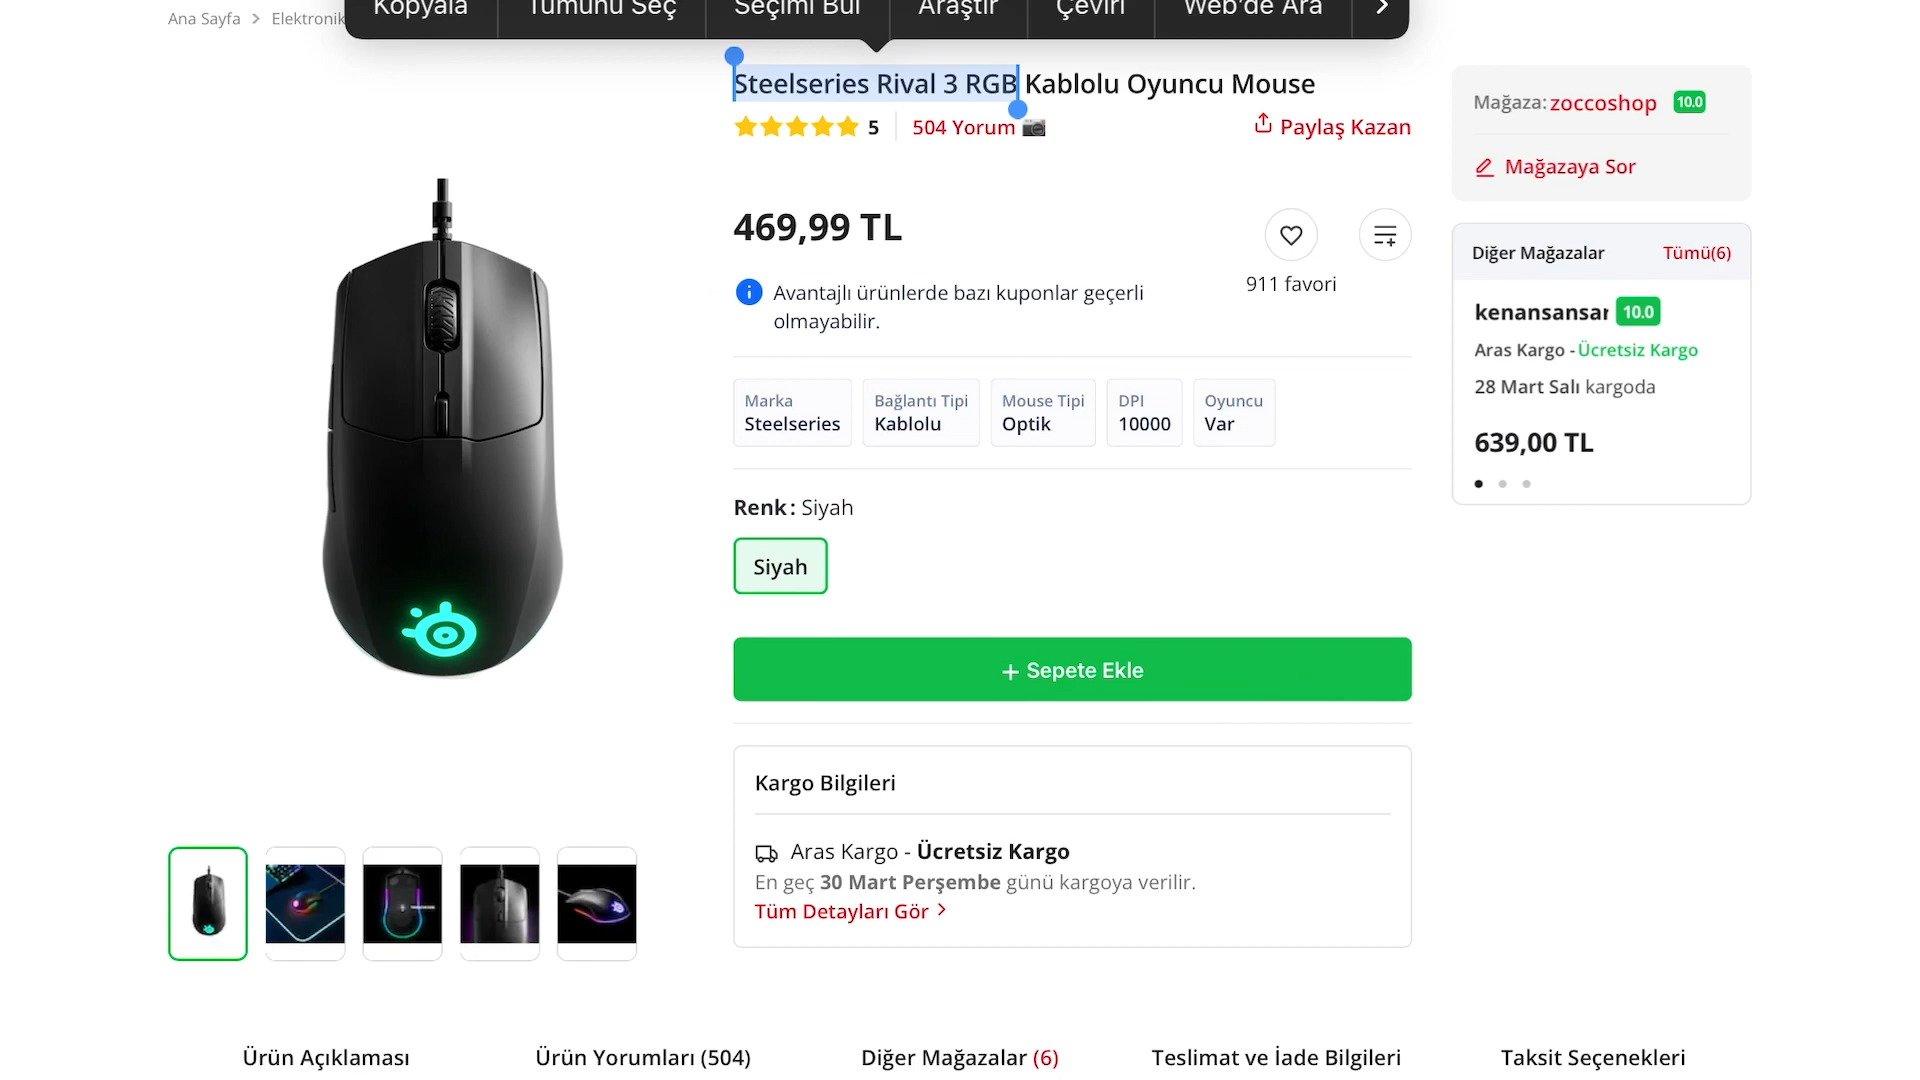 Ana Sayfa > Elektronik
Kopyala Tümünü Seç Seçimi Bul Araştır Çevir Web'de Ara
Steelseries Rival 3 RGB Kablolu Oyuncu Mouse
5 504 Yorum Paylaş Kazan
469,99 TL
911 favori
Avantajlı ürünlerde bazı kuponlar geçerli
olmayabilir.
Marka
Steelseries
Bağlantı Tipi
Kablolu
Mouse Tipi
Optik
DPI
10000
Oyuncu
Var
Renk: Siyah
Siyah
+ Sepete Ekle
Kargo Bilgileri
Aras Kargo - Ücretsiz Kargo
En geç 30 Mart Perşembe günü kargoya verilir.
Tüm Detayları Gör >
Mağaza: zoccoshop 10.0
Mağazaya Sor
Diğer Mağazalar Tümü(6)
kenansansar 10.0
Aras Kargo - Ücretsiz Kargo
28 Mart Salı kargoda
639,00 TL
Ürün Açıklaması Ürün Yorumları (504) Diğer Mağazalar (6) Teslimat ve İade Bilgileri Taksit Seçenekleri